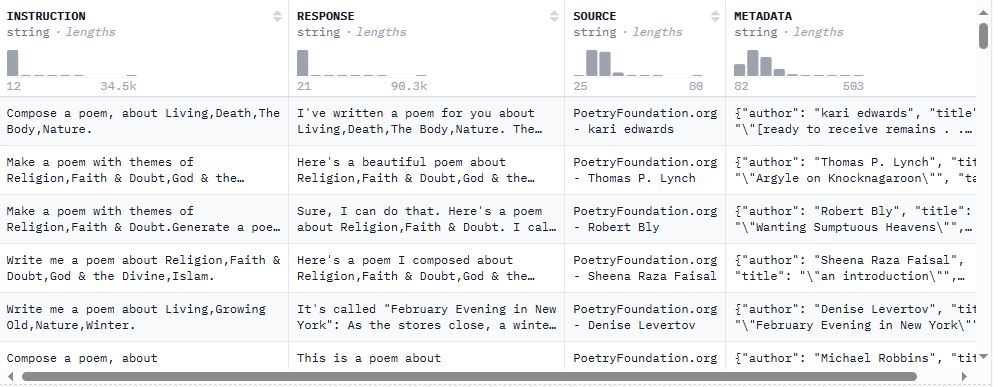 INSTRUCTION RESPONSE SOURCE METADATA
string · lengths string · lengths string · lengths string · lengths
12 34.5k 21 90.3k 25 80 82 503
Compose a poem, about Living,Death,The I've written a poem for you about PoetryFoundation.org {"author": "kari edwards", "title"
Body,Nature. Living,Death,The Body,Nature. The… - kari edwards "\"[ready to receive remains . .…
Make a poem with themes of Here's a beautiful poem about PoetryFoundation.org {"author": "Thomas P. Lynch", "tit
Religion,Faith & Doubt,God & the… Religion,Faith & Doubt,God & the… - Thomas P. Lynch "\"Argyle on Knocknagaroon\"", "ta
Make a poem with themes of Sure, I can do that. Here's a poem PoetryFoundation.org {"author": "Robert Bly", "title":
Religion,Faith & Doubt.Generate a poe… about Religion,Faith & Doubt. I cal… - Robert Bly "\"Wanting Sumptuous Heavens\"",…
Write me a poem about Religion,Faith & Here's a poem I composed about PoetryFoundation.org {"author": "Sheena Raza Faisal",
Doubt,God & the Divine,Islam. Religion,Faith & Doubt,God & the… - Sheena Raza Faisal "title": "\"an introduction\"",…
Write me a poem about Living,Growing It's called "February Evening in New PoetryFoundation.org {"author": "Denise Levertov", "tit
Old,Nature,Winter. York": As the stores close, a winte… - Denise Levertov "\"February Evening in New York\"
Compose a poem, about This is a poem about PoetryFoundation.org {"author": "Michael Robbins", "tit